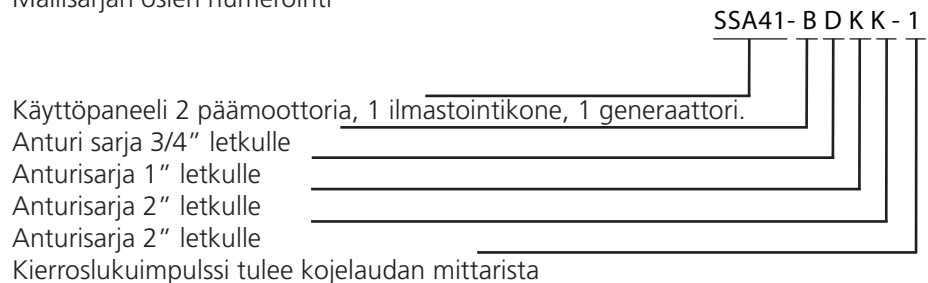 Mallisarjan osien numerointi
SSA41- B D K K - 1
Käyttöpaneeli 2 päämoottoria, 1 ilmastointikone, 1 generaattori.
Anturi sarja 3/4” letkulle
Anturisarja 1” letkulle
Anturisarja 2” letkulle
Anturisarja 2” letkulle
Kierroslukuimpulssi tulee kojelaudan mittarista